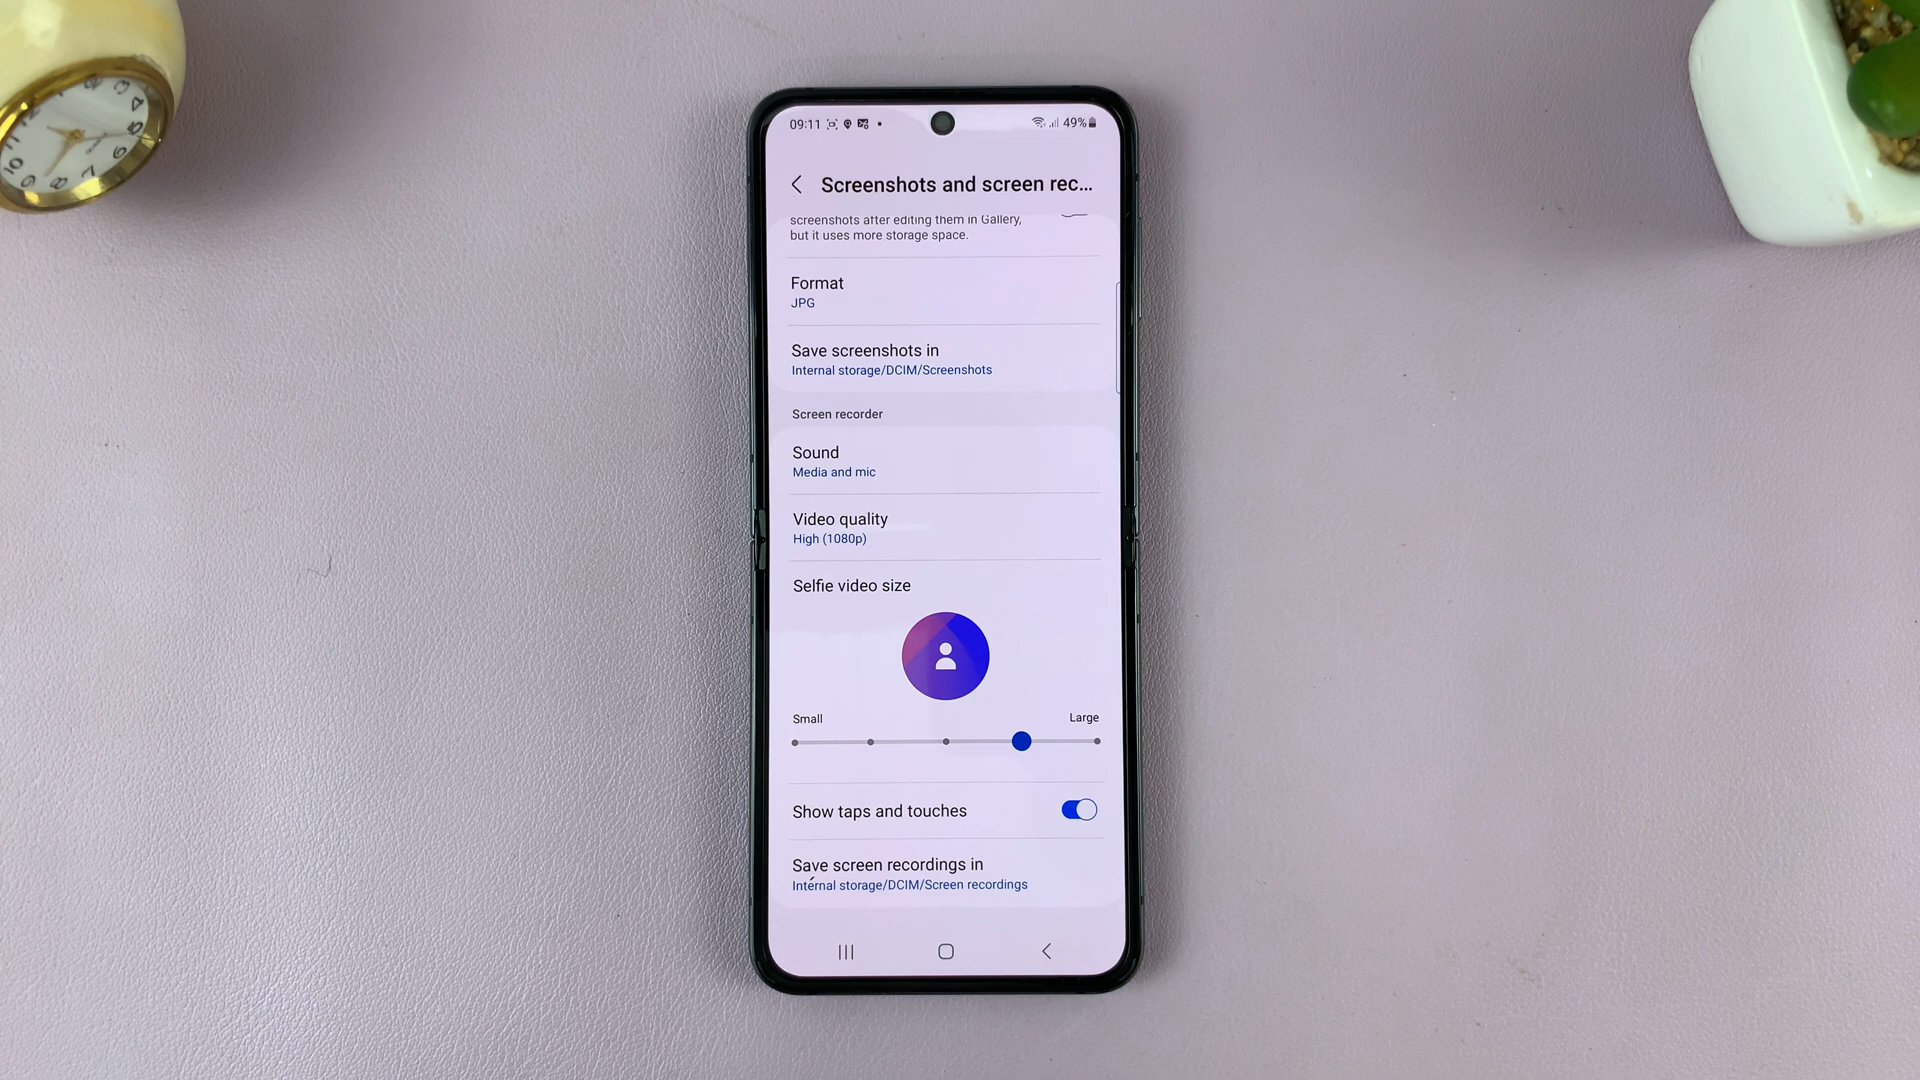 09:11
49%
Screenshots and screen rec...
screenshots after editing them in Gallery,
but it uses more storage space.
Format
JPG
Save screenshots in
Internal storage/DCIM/Screenshots
Screen recorder
Sound
Media and mic
Video quality
High (1080p)
Selfie video size
Small
Large
Show taps and touches
Save screen recordings in
Internal storage/DCIM/Screen recordings